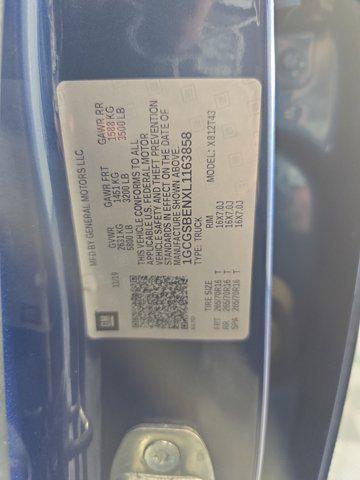 MFD BY GENERAL MOTORS LLC
11/19
GVWR GAWR FRT GAWR RR
2631 KG 1451 KG 1588 KG
5800 LB 3200 LB 3500 LB
THIS VEHICLE CONFORMS TO ALL
APPLICABLE U.S. FEDERAL MOTOR
VEHICLE SAFETY AND THEFT PREVENTION
STANDARDS IN EFFECT ON THE DATE OF
MANUFACTURE SHOWN ABOVE.
1GCGSBENXL1163858
TYPE: TRUCK MODEL: X812T43
TIRE SIZE RIM
FRT 265/70R16 T 16X7.0J
RR 265/70R16 T 16X7.0J
SPA 265/70R16 T 16X7.0J
GM